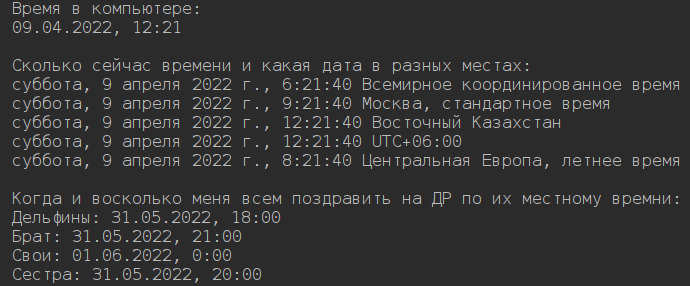 Время в компьютере:
09.04.2022, 12:21
Сколько сейчас времени и какая дата в разных местах:
суббота, 9 апреля 2022 г., 6:21:40 Всемирное координированное время
суббота, 9 апреля 2022 г., 9:21:40 Москва, стандартное время
суббота, 9 апреля 2022 г., 12:21:40 Восточный Казахстан
суббота, 9 апреля 2022 г., 12:21:40 UTC+06:00
суббота, 9 апреля 2022 г., 8:21:40 Центральная Европа, летнее время
Когда и восколько меня всем поздравить на ДР по их местному времни:
Дельфины: 31.05.2022, 18:00
Брат: 31.05.2022, 21:00
Свои: 01.06.2022, 0:00
Сестра: 31.05.2022, 20:00